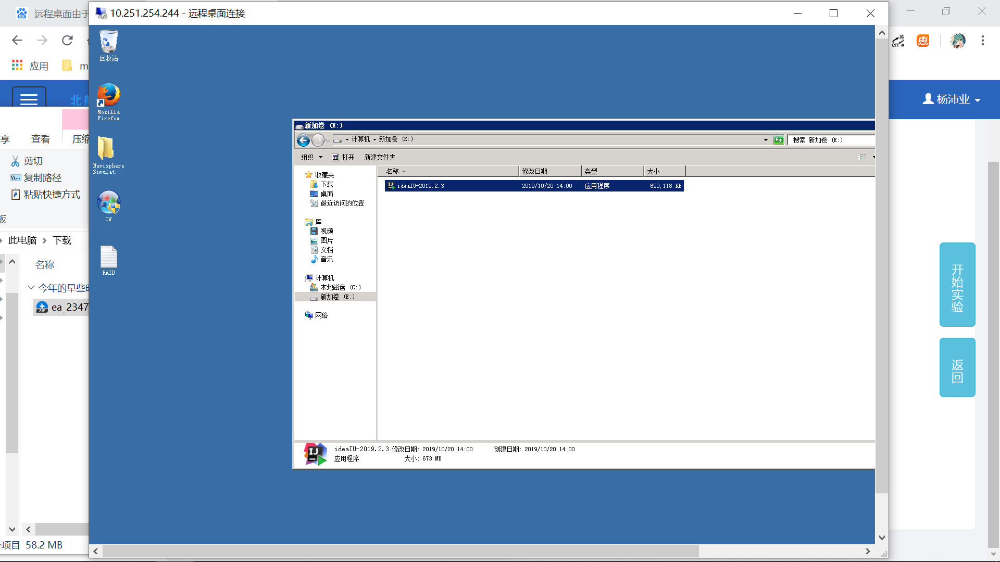 远程桌面由于
10.251.254.244 - 远程桌面连接
应用
m
北航
杨沛业
享
查看
压缩
剪切
复制路径
粘贴快捷方式
板
此电脑
下载
名称
今年的早些时
ea_2347
项目 58.2 MB
回收站
Mozilla
Firefox
Navisphere
Simulat...
CW
RAID
新加卷 (E:)
计算机
新加卷 (E:)
搜索 新加卷 (E:)
组织
打开
新建文件夹
收藏夹
下载
桌面
最近访问的位置
库
视频
图片
文档
音乐
计算机
本地磁盘 (C:)
新加卷 (E:)
网络
名称 修改日期 类型 大小
ideaIU-2019.2.3 2019/10/20 14:00 应用程序 690,118 KB
ideaIU-2019.2.3 修改日期: 2019/10/20 14:00 创建日期: 2019/10/20 14:00
应用程序 大小: 673 MB
开始实验
返回